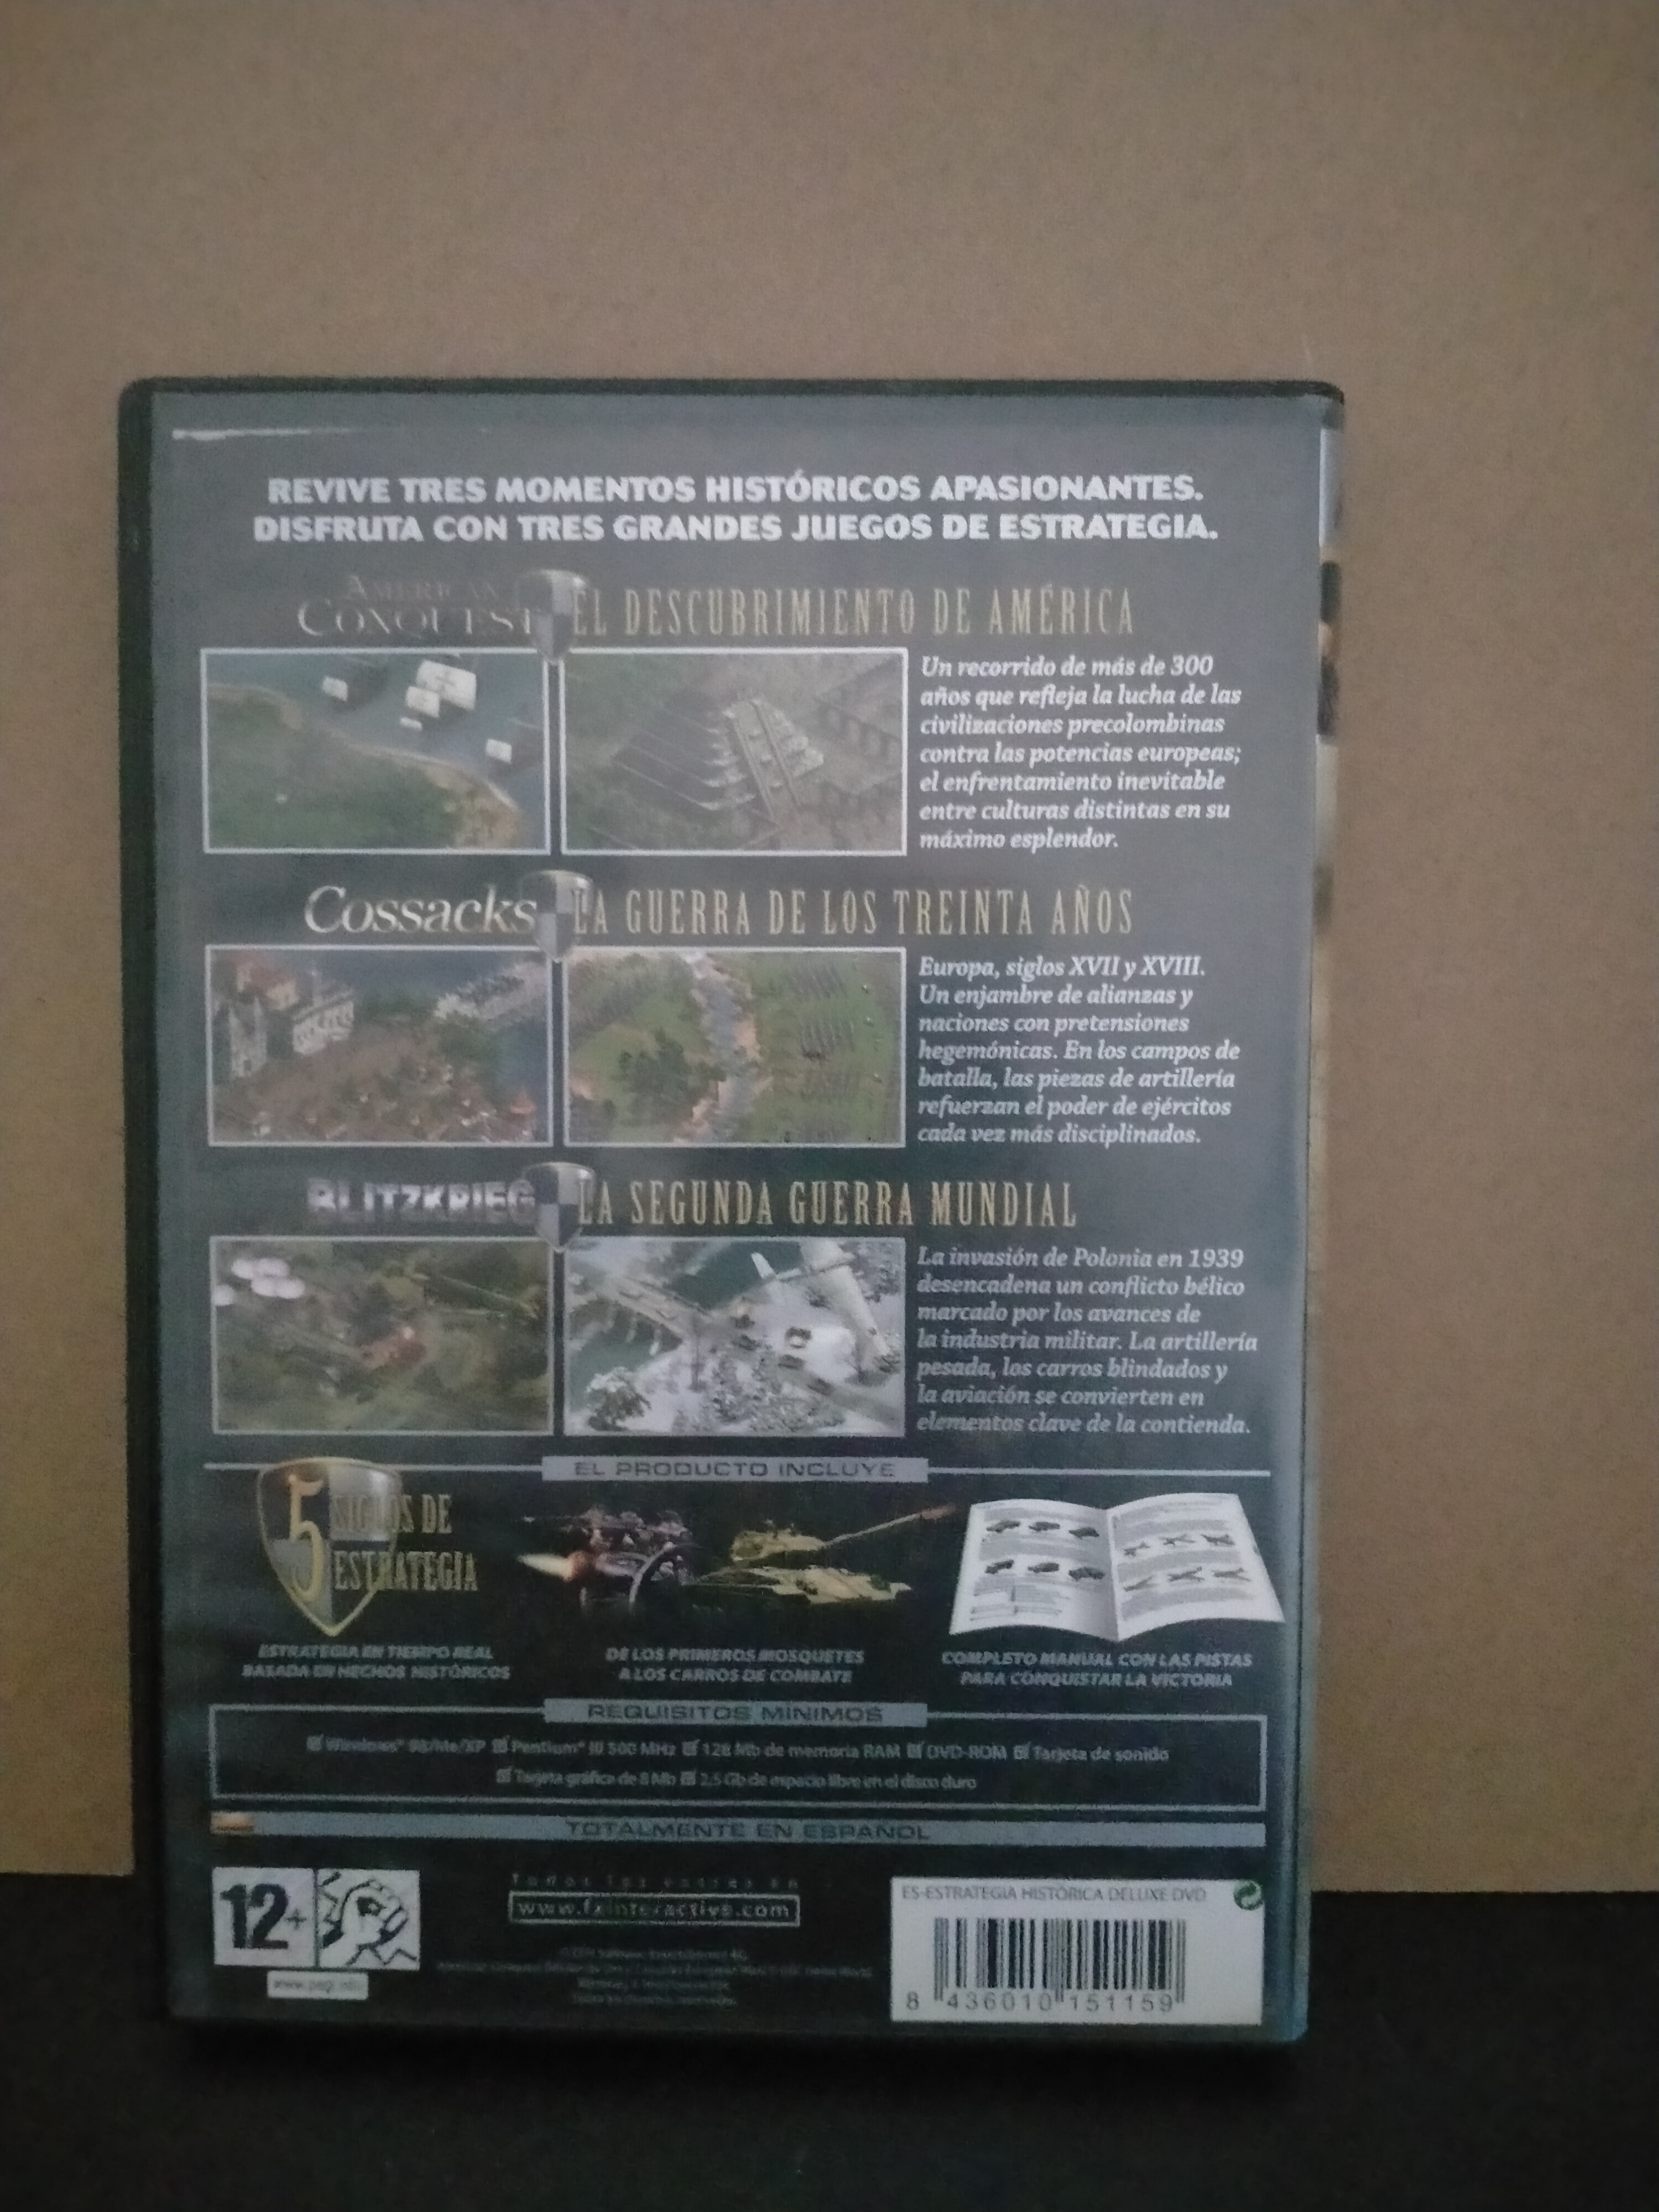 REVIVE TRES MOMENTOS HISTÓRICOS APASIONANTES.
DISFRUTA CON TRES GRANDES JUEGOS DE ESTRATEGIA.
AMERICAN
CONQUEST EL DESCUBRIMIENTO DE AMÉRICA
Un recorrido de más de 300
años que refleja la lucha de las
civilizaciones precolombinas
contra las potencias europeas;
el enfrentamiento inevitable
entre culturas distintas en su
máximo esplendor.
Cossacks LA GUERRA DE LOS TREINTA AÑOS
Europa, siglos XVII y XVIII.
Un enjambre de alianzas y
naciones con pretensiones
hegemónicas. En los campos de
batalla, las piezas de artillería
refuerzan el poder de ejércitos
cada vez más disciplinados.
BLITZKRIEG LA SEGUNDA GUERRA MUNDIAL
La invasión de Polonia en 1939
desencadena un conflicto bélico
marcado por los avances de
la industria militar. La artillería
pesada, los carros blindados y
la aviación se convierten en
elementos clave de la contienda.
EL PRODUCTO INCLUYE
5 SIGLOS DE
ESTRATEGIA
ESTRATEGIA EN TIEMPO REAL
BASADA EN HECHOS HISTÓRICOS
DE LOS PRIMEROS MOSQUETES
A LOS CARROS DE COMBATE
COMPLETO MANUAL CON LAS PISTAS
PARA CONQUISTAR LA VICTORIA
REQUISITOS MÍNIMOS
Windows® 98/Me/XP Pentium® III 500 MHz 128 Mb de memoria RAM DVD-ROM Tarjeta de sonido
Tarjeta gráfica de 8 Mb 2,5 Gb de espacio libre en el disco duro
TOTALMENTE EN ESPAÑOL
12+
www.pegi.info
www.fxinteractive.com
ES-ESTRATEGIA HISTÓRICA DELUXE DVD
8 436010 151159